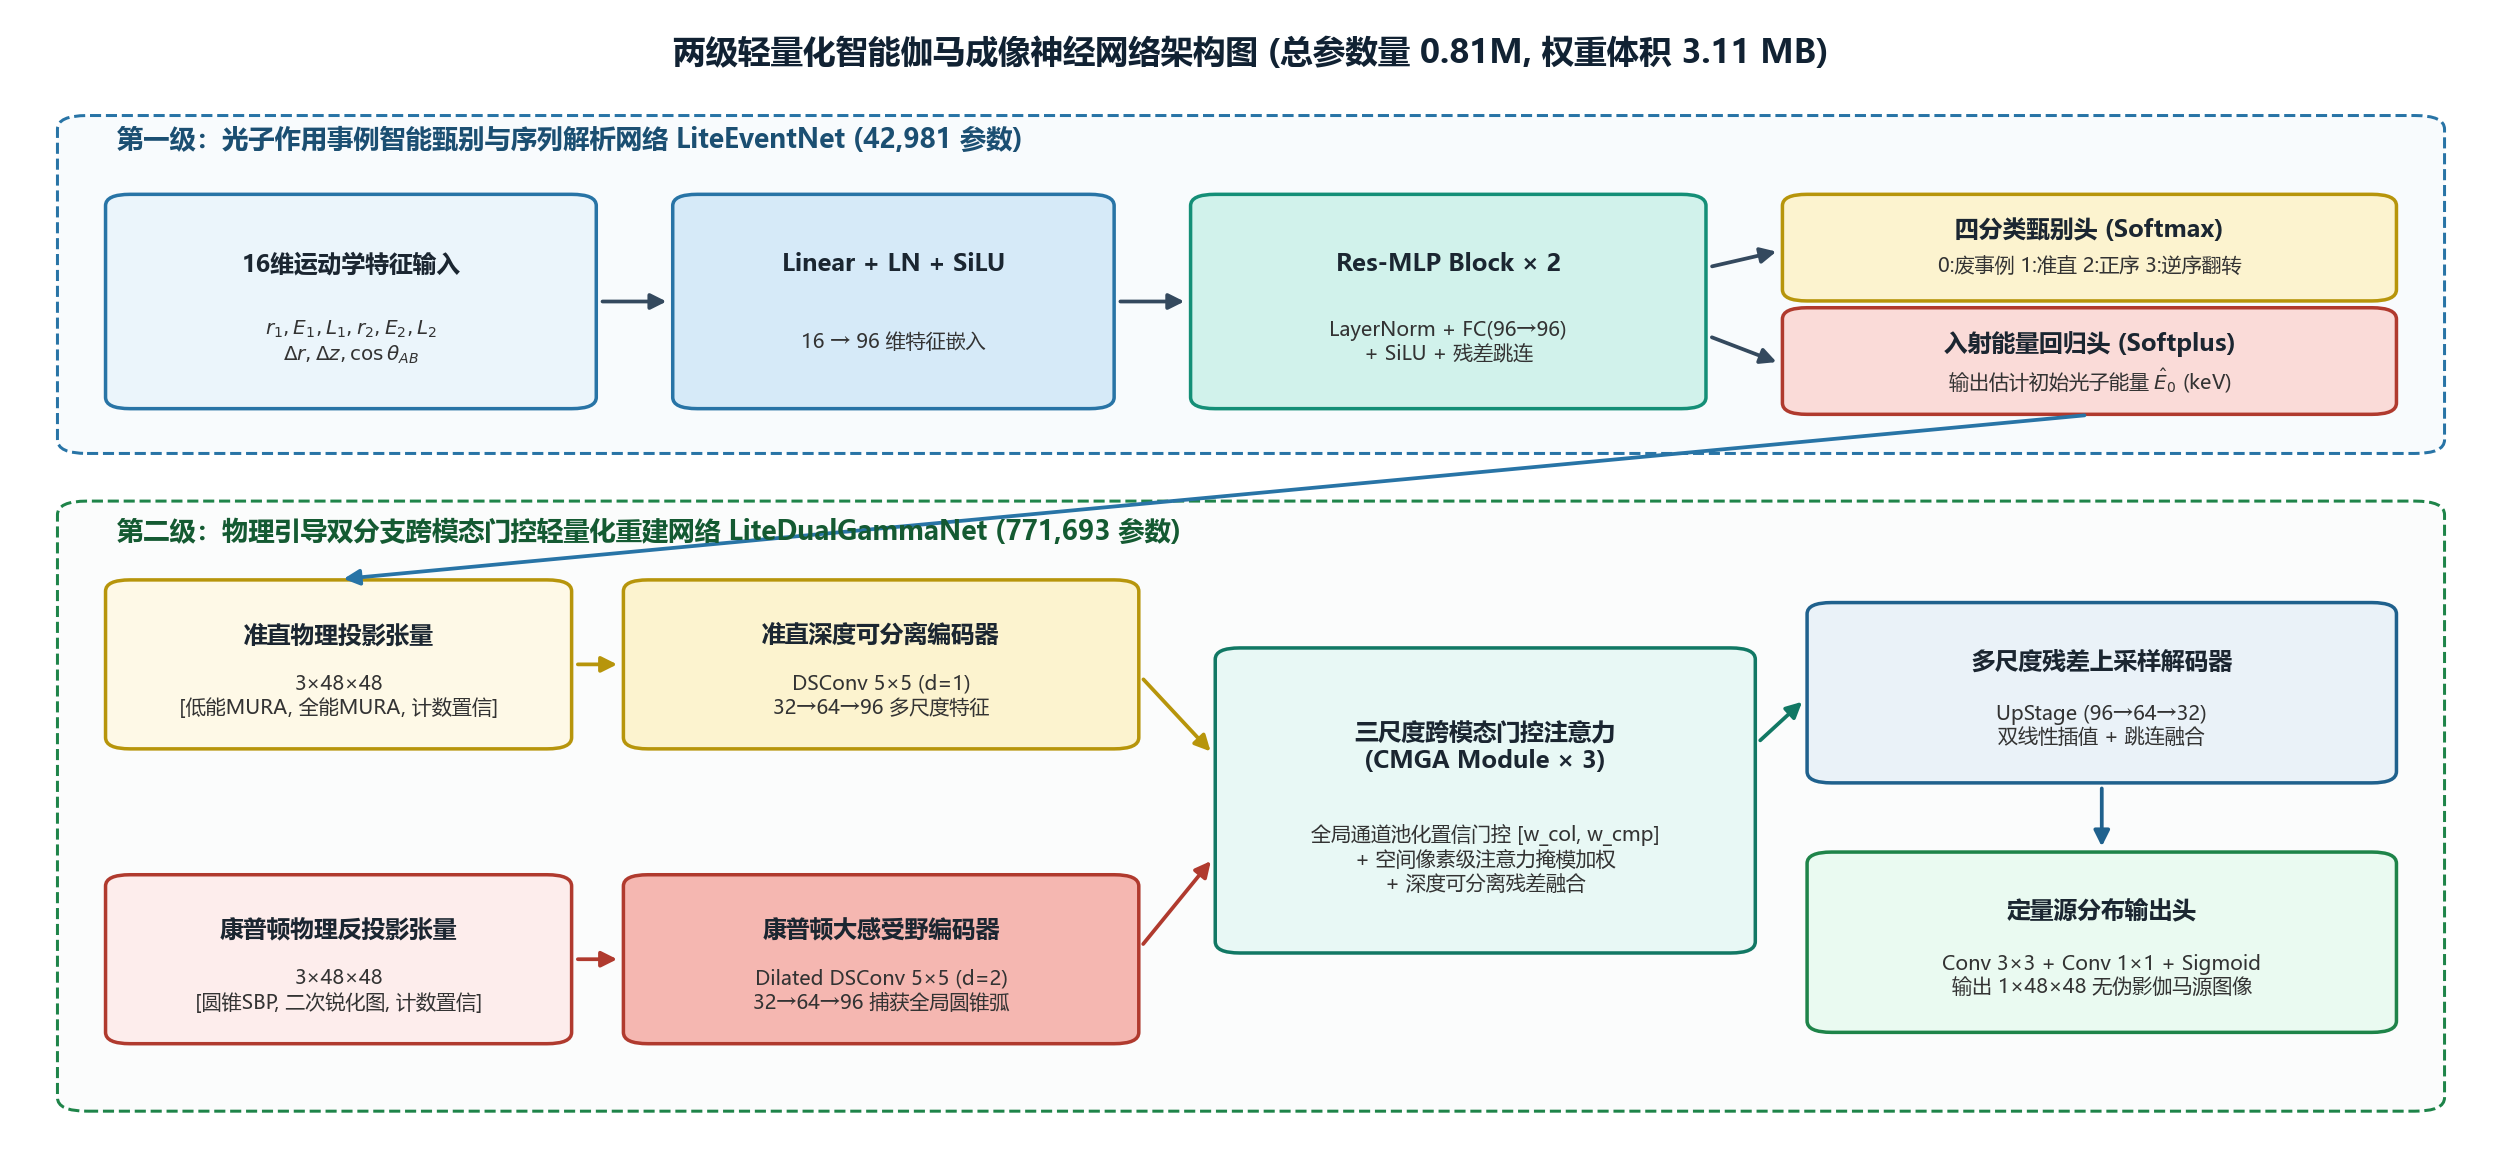 两级轻量化智能伽马成像神经网络架构图 (总参数量 0.81M, 权重体积 3.11 MB)
第一级：光子作用事例智能甄别与序列解析网络 LiteEventNet (42,981 参数)
16维运动学特征输入
r₁, E₁, L₁, r₂, E₂, L₂
Δr, Δz, cos θ_AB
Linear + LN + SiLU
16 → 96 维特征嵌入
Res-MLP Block × 2
LayerNorm + FC(96→96)
+ SiLU + 残差跳连
四分类甄别头 (Softmax)
0:废事例 1:准直 2:正序 3:逆序翻转
入射能量回归头 (Softplus)
输出估计初始光子能量 Ê₀ (keV)
第二级：物理引导双分支跨模态门控轻量化重建网络 LiteDualGammaNet (771,693 参数)
准直物理投影张量
3×48×48
[低能MURA, 全能MURA, 计数置信]
准直深度可分离编码器
DSConv 5×5 (d=1)
32→64→96 多尺度特征
康普顿物理反投影张量
3×48×48
[圆锥SBP, 二次锐化图, 计数置信]
康普顿大感受野编码器
Dilated DSConv 5×5 (d=2)
32→64→96 捕获全局圆锥弧
三尺度跨模态门控注意力
(CMGA Module × 3)
全局通道池化置信门控 [w_col, w_cmp]
+ 空间像素级注意力掩模加权
+ 深度可分离残差融合
多尺度残差上采样解码器
UpStage (96→64→32)
双线性插值 + 跳连融合
定量源分布输出头
Conv 3×3 + Conv 1×1 + Sigmoid
输出 1×48×48 无伪影伽马源图像